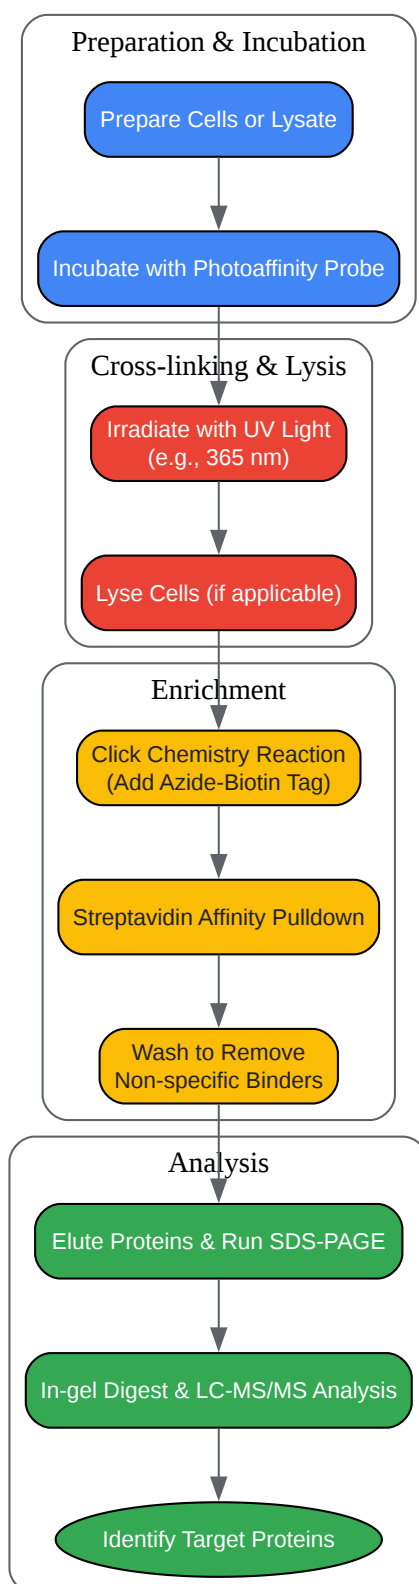 Preparation & Incubation
Prepare Cells or Lysate
Incubate with Photoaffinity Probe
Cross-linking & Lysis
Irradiate with UV Light
(e.g., 365 nm)
Lyse Cells (if applicable)
Enrichment
Click Chemistry Reaction
(Add Azide-Biotin Tag)
Streptavidin Affinity Pulldown
Wash to Remove
Non-specific Binders
Analysis
Elute Proteins & Run SDS-PAGE
In-gel Digest & LC-MS/MS Analysis
Identify Target Proteins